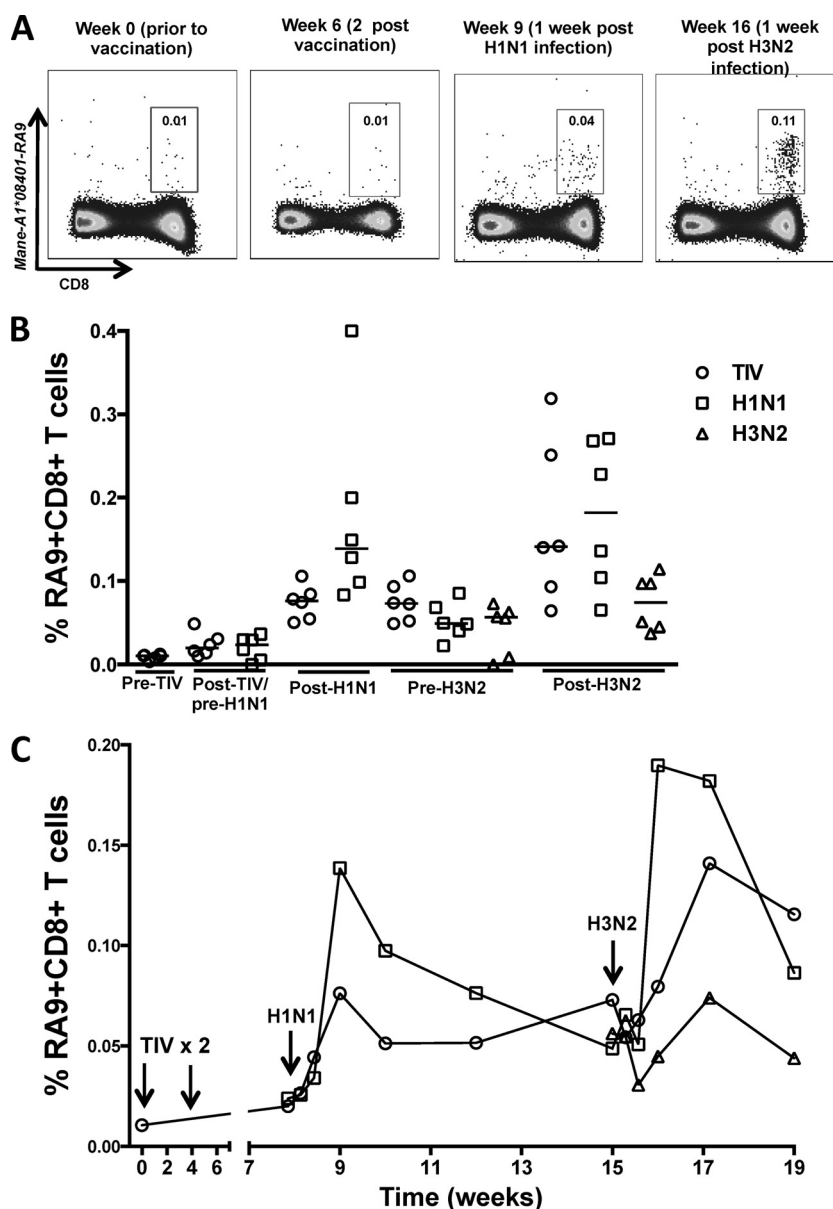 A
Week 0 (prior to
vaccination)
Week 6 (2 post
vaccination)
Week 9 (1 week post
H1N1 infection)
Week 16 (1 week
post H3N2
infection)
Mane-A1*08401-RA9
0.01
0.01
0.04
0.11
CD8
B
% RA9+CD8+ T cells
0.4
0.3
0.2
0.1
0.0
TIV
H1N1
H3N2
Pre-TIV
Post-TIV/
pre-H1N1
Post-H1N1
Pre-H3N2
Post-H3N2
C
% RA9+CD8+ T cells
0.20
0.15
0.10
0.05
0.00
TIV x 2
H1N1
H3N2
0 2 4 6 7 9 11 13 15 17 19
Time (weeks)